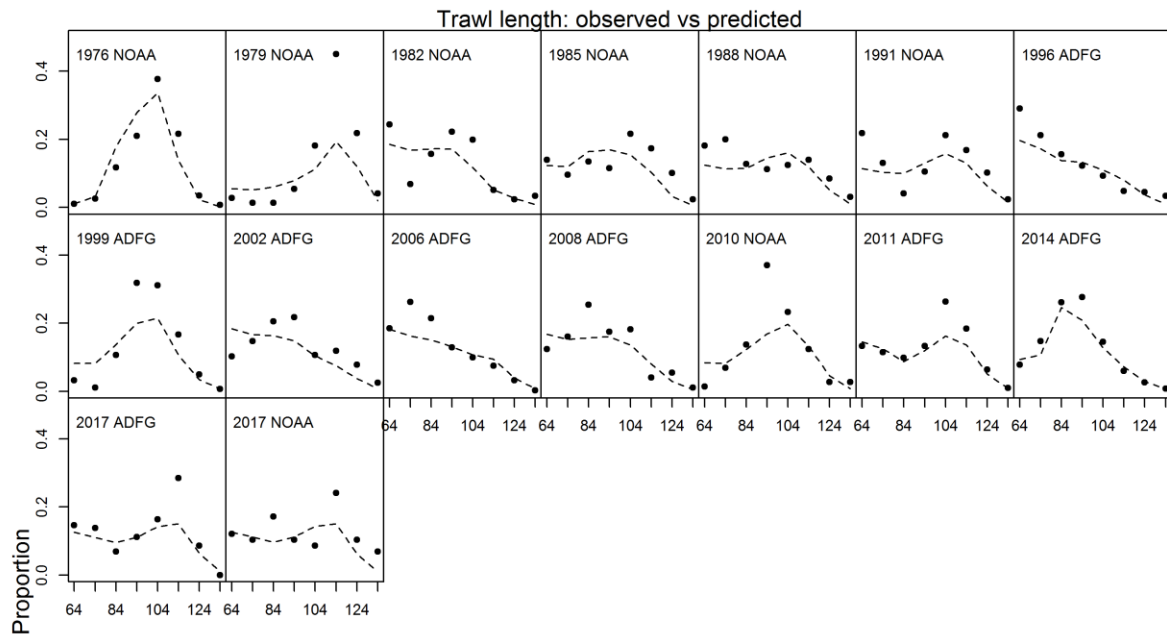 Trawl length: observed vs predicted
1976 NOAA 1979 NOAA 1982 NOAA 1985 NOAA 1988 NOAA 1991 NOAA 1996 ADFG
0.4
0.2
0.0
1999 ADFG 2002 ADFG 2006 ADFG 2008 ADFG 2010 NOAA 2011 ADFG 2014 ADFG
0.4
0.2
0.0
64 84 104 124 64 84 104 124 64 84 104 124 64 84 104 124 64 84 104 124
2017 ADFG 2017 NOAA
0.4
0.2
0.0
64 84 104 124 64 84 104 124
Proportion